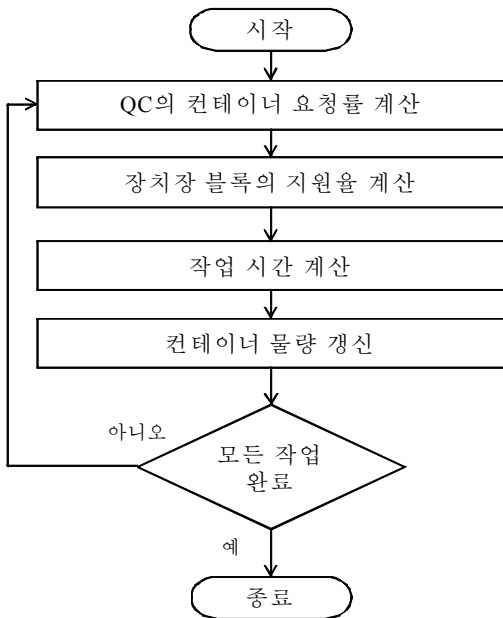 시작
QC의 컨테이너 요청률 계산
장치장 블록의 지원율 계산
작업 시간 계산
컨테이너 물량 갱신
아니오
모든 작업
완료
예
종료